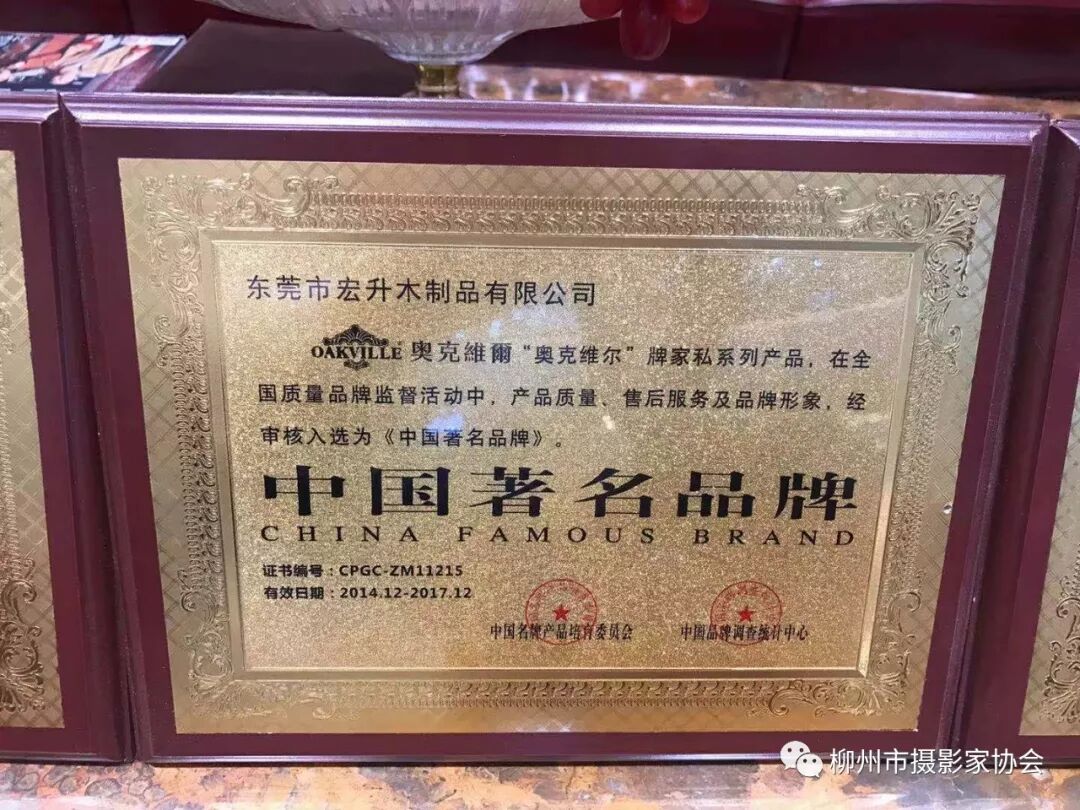 东莞市宏升木制品有限公司
OAKVILLE 奥克維爾“奥克维尔”牌家私系列产品，在全
国质量品牌监督活动中，产品质量、售后服务及品牌形象，经
审核入选为《中国著名品牌》。
中国著名品牌
CHINA FAMOUS BRAND
证书编号：CPGC-ZM11215
有效日期：2014.12-2017.12
中国名牌产品培育委员会 中国品牌调查统计中心
柳州市摄影家协会